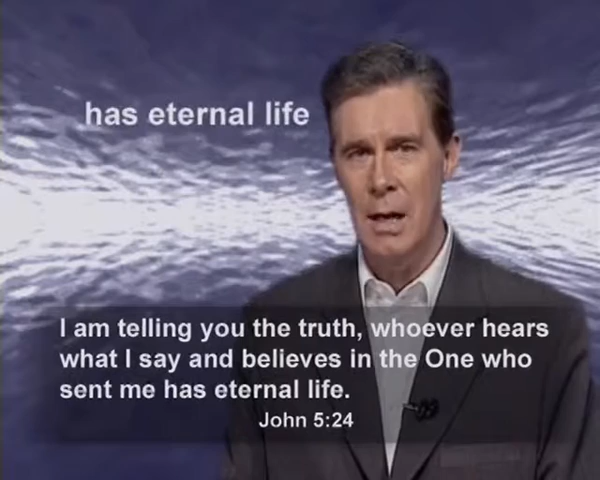 has eternal life
I am telling you the truth, whoever hears
what I say and believes in the One who
sent me has eternal life.
John 5:24